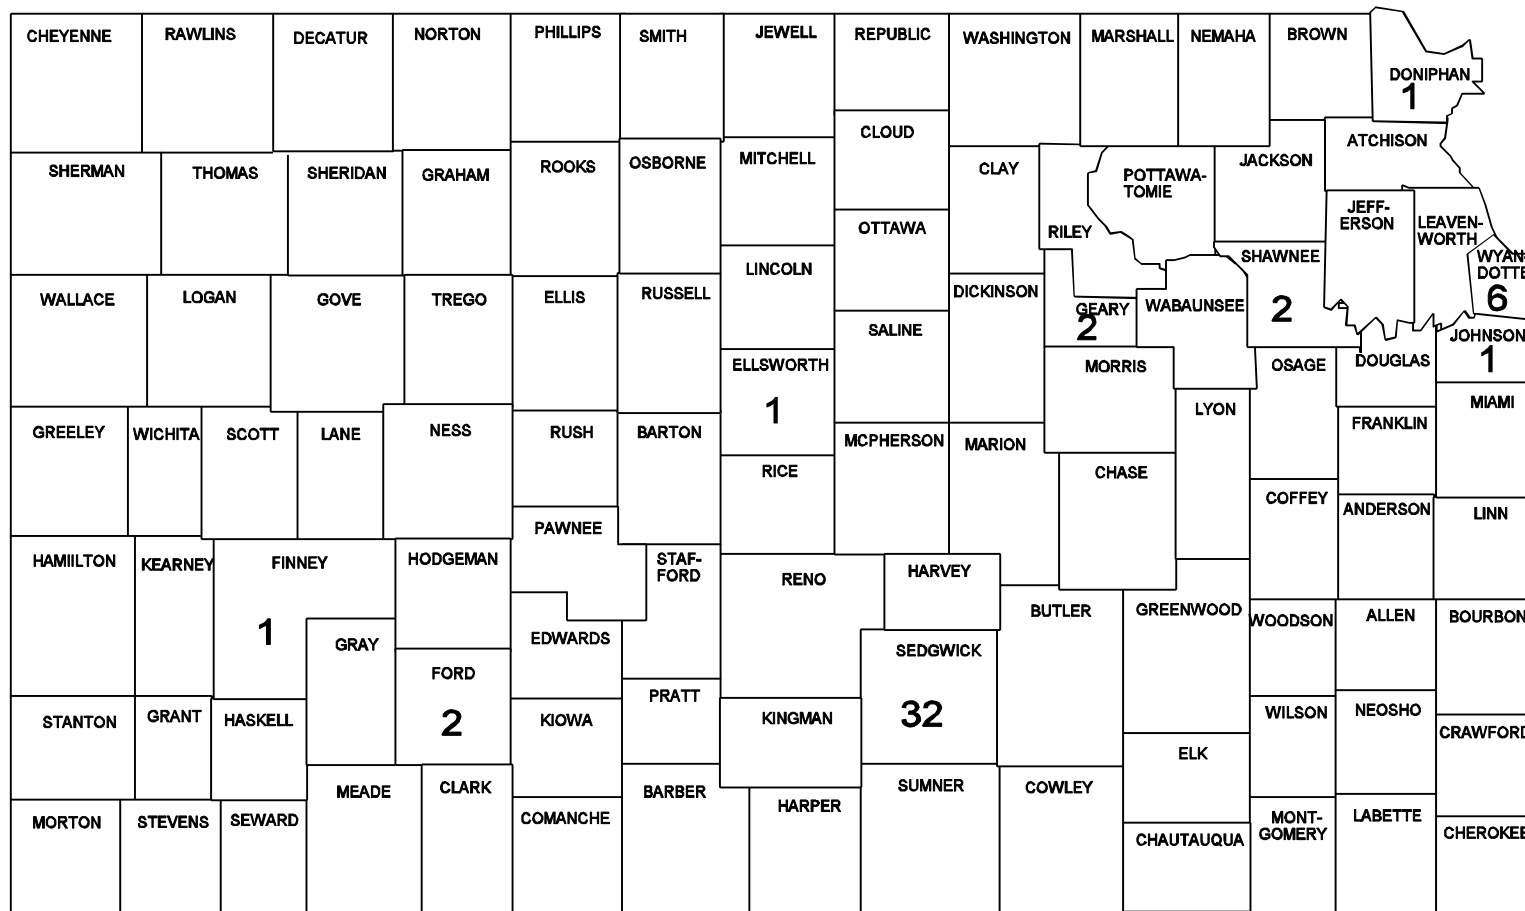 CHEYENNE
RAWLINS
DECATUR
NORTON
PHILLIPS
SMITH
JEWELL
REPUBLIC
WASHINGTON
MARSHALL
NEMAHA
BROWN
DONIPHAN
1
SHERMAN
THOMAS
SHERIDAN
GRAHAM
ROOKS
OSBORNE
MITCHELL
CLOUD
CLAY
RILEY
POTTAWA-
TOMIE
JACKSON
ATCHISON
JEFF-
ERSON
LEAVEN-
WORTH
WYAN-
DOTTE
6
WALLACE
LOGAN
GOVE
TREGO
ELLIS
RUSSELL
LINCOLN
OTTAWA
SALINE
DICKINSON
GEARY
2
WABAUNSEE
SHAWNEE
2
DOUGLAS
JOHNSON
1
GREELEY
WICHITA
SCOTT
LANE
NESS
RUSH
BARTON
ELLSWORTH
1
RICE
MCPHERSON
MARION
MORRIS
CHASE
LYON
OSAGE
FRANKLIN
MIAMI
COFFEY
ANDERSON
LINN
HAMIILTON
KEARNEY
FINNEY
1
HODGEMAN
PAWNEE
STAF-
FORD
RENO
HARVEY
BUTLER
GREENWOOD
WOODSON
ALLEN
BOURBON
GRAY
FORD
2
EDWARDS
SEDGWICK
32
STANTON
GRANT
HASKELL
KIOWA
PRATT
KINGMAN
ELK
WILSON
NEOSHO
CRAWFORD
MORTON
STEVENS
SEWARD
MEADE
CLARK
COMANCHE
BARBER
HARPER
SUMNER
COWLEY
CHAUTAUQUA
MONT-
GOMERY
LABETTE
CHEROKEE